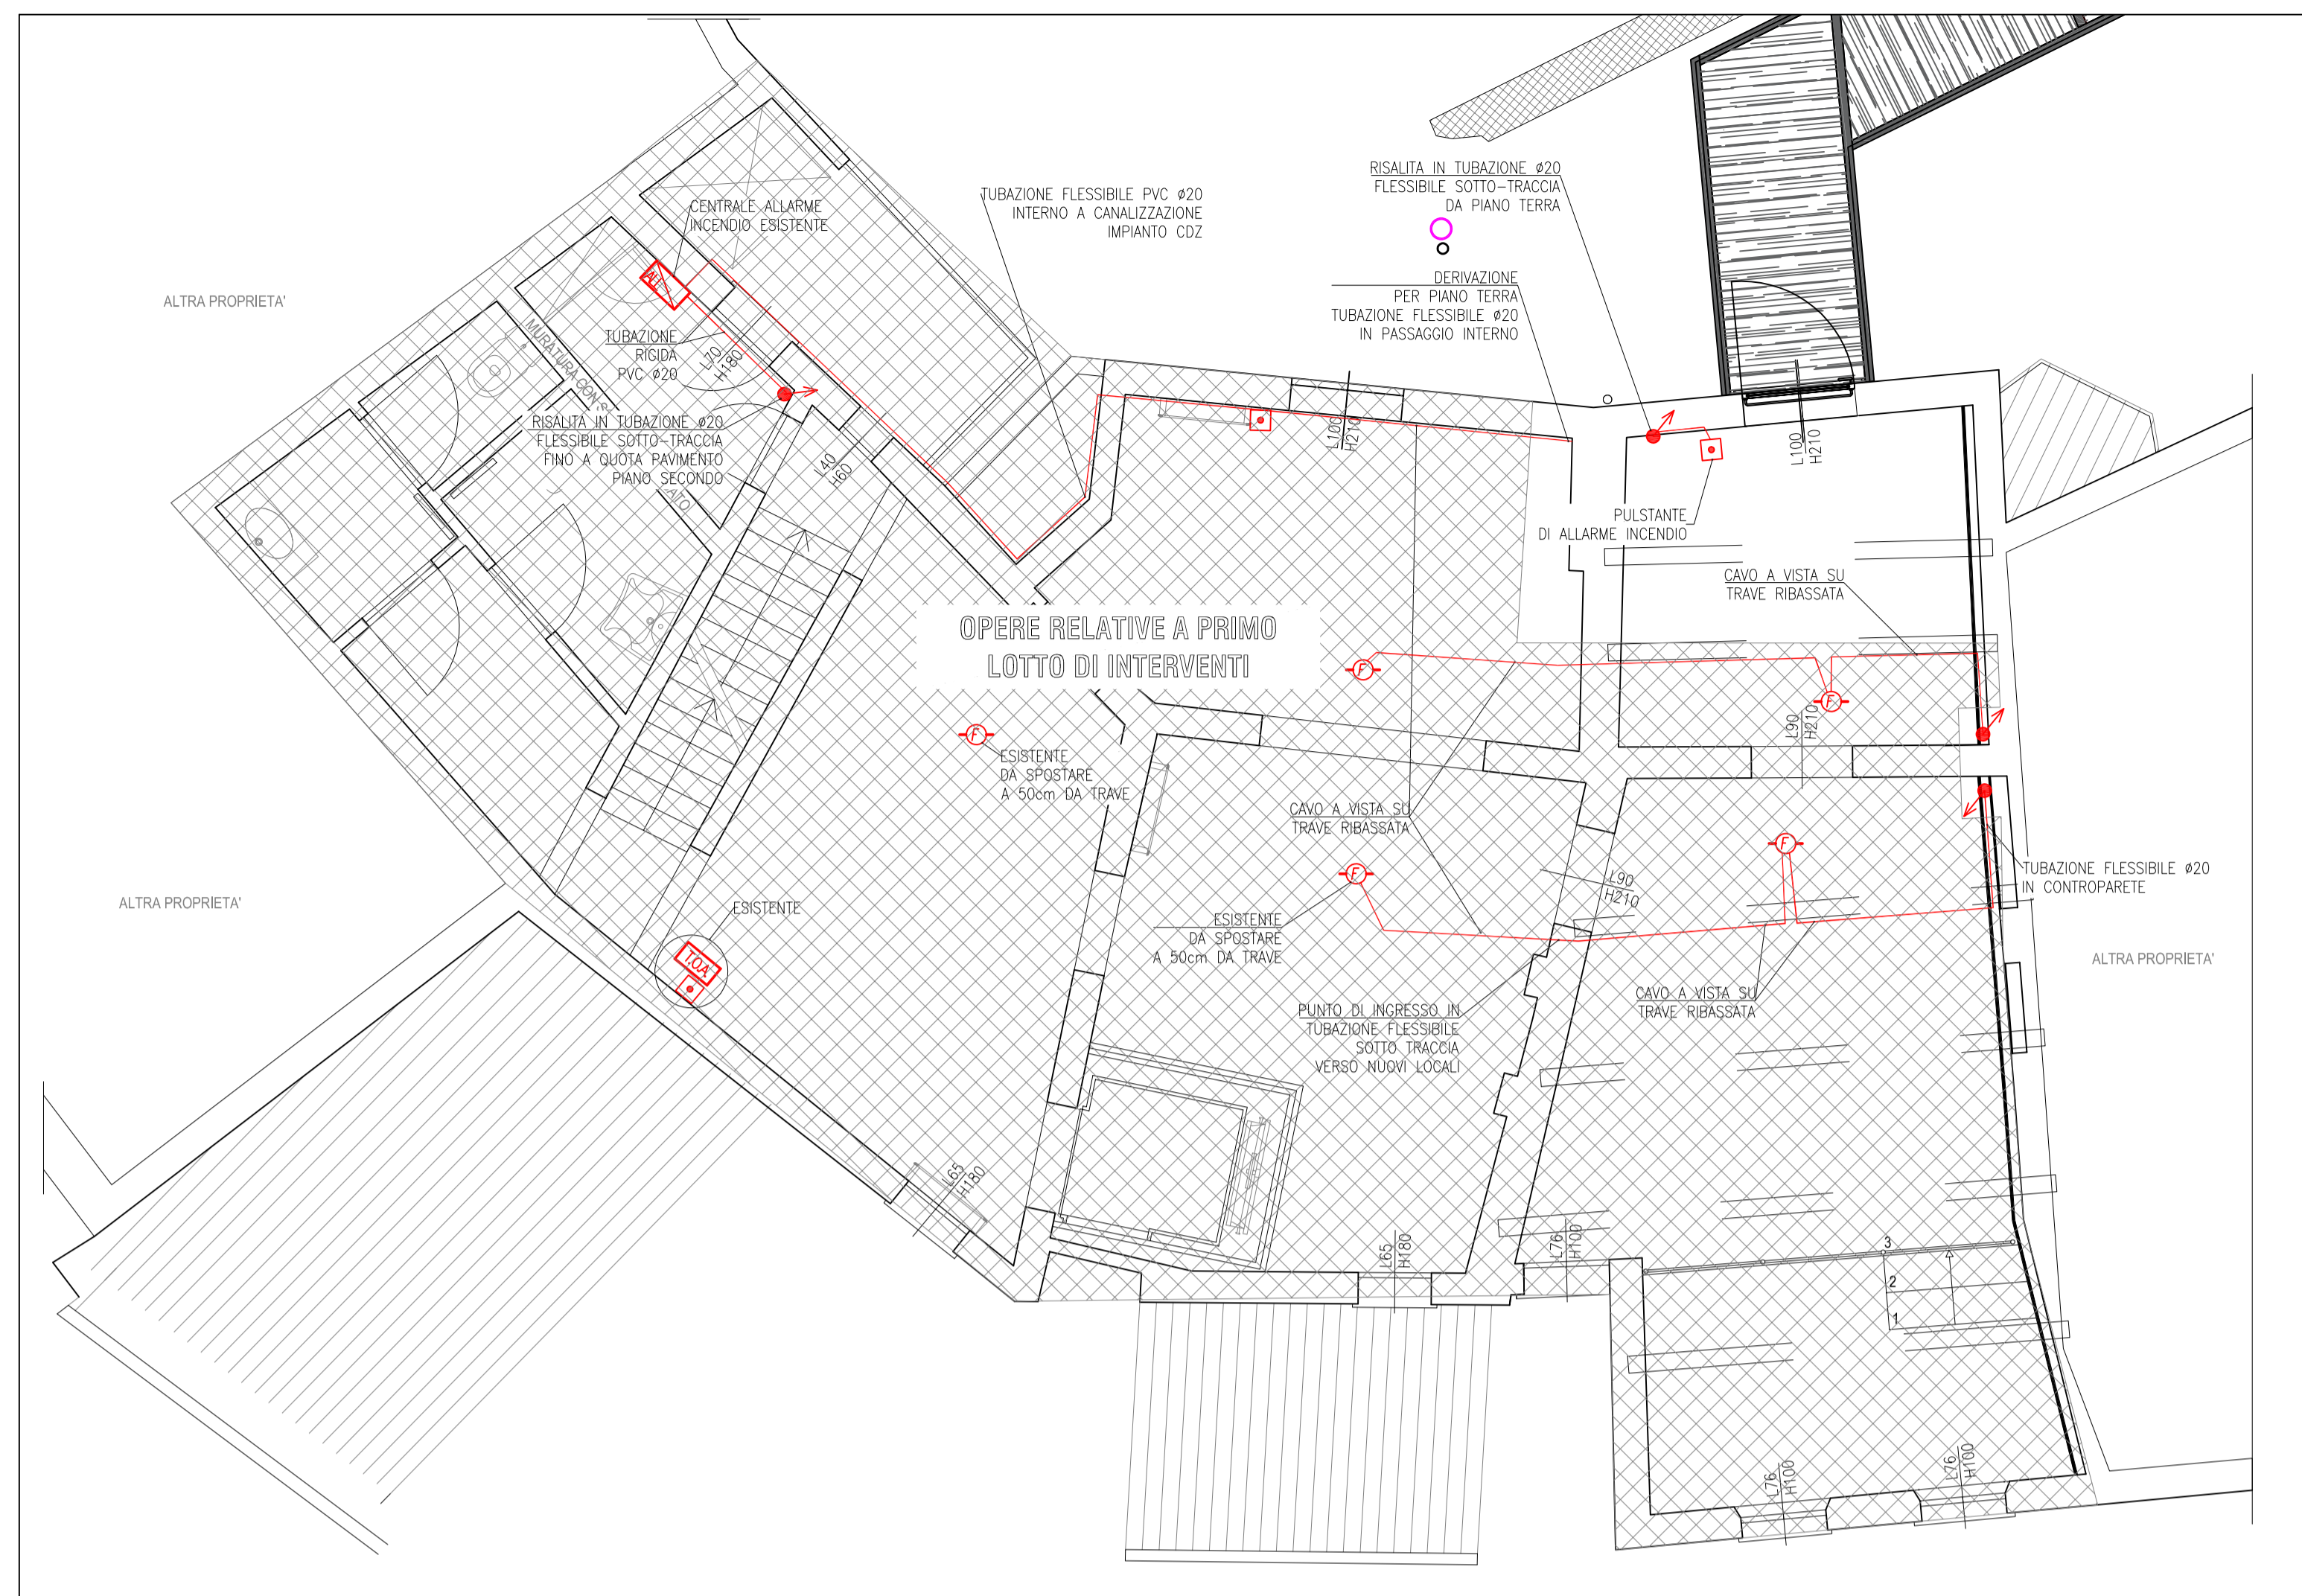 CENTRALE ALLARME
INCENDIO ESISTENTE
TUBAZIONE FLESSIBILE PVC ø20
INTERNO A CANALIZZAZIONE
IMPIANTO CDZ
RISALITA IN TUBAZIONE ø20
FLESSIBILE SOTTO-TRACCIA
DA PIANO TERRA
DERIVAZIONE
PER PIANO TERRA
TUBAZIONE FLESSIBILE ø20
IN PASSAGGIO INTERNO
ALTRA PROPRIETA'
MURATURA CON
TUBAZIONE
RIGIDA
PVC ø20
L70
H180
RISALITA IN TUBAZIONE ø20
FLESSIBILE SOTTO-TRACCIA
FINO A QUOTA PAVIMENTO
PIANO SECONDO
L40
H60
L100
H210
L100
H210
PULSTANTE
DI ALLARME INCENDIO
CAVO A VISTA SU
TRAVE RIBASSATA
OPERE RELATIVE A PRIMO
LOTTO DI INTERVENTI
F
F
F
L90
H210
ESISTENTE
DA SPOSTARE
A 50cm DA TRAVE
CAVO A VISTA SU
TRAVE RIBASSATA
F
F
L90
H210
TUBAZIONE FLESSIBILE ø20
IN CONTROPARETE
ALTRA PROPRIETA'
ESISTENTE
T.O.A.
ESISTENTE
DA SPOSTARE
A 50cm DA TRAVE
ALTRA PROPRIETA'
CAVO A VISTA SU
TRAVE RIBASSATA
PUNTO DI INGRESSO IN
TUBAZIONE FLESSIBILE
SOTTO TRACCIA
VERSO NUOVI LOCALI
L65
H180
L65
H180
L76
H100
3
2
1
L76
H100
L76
H100